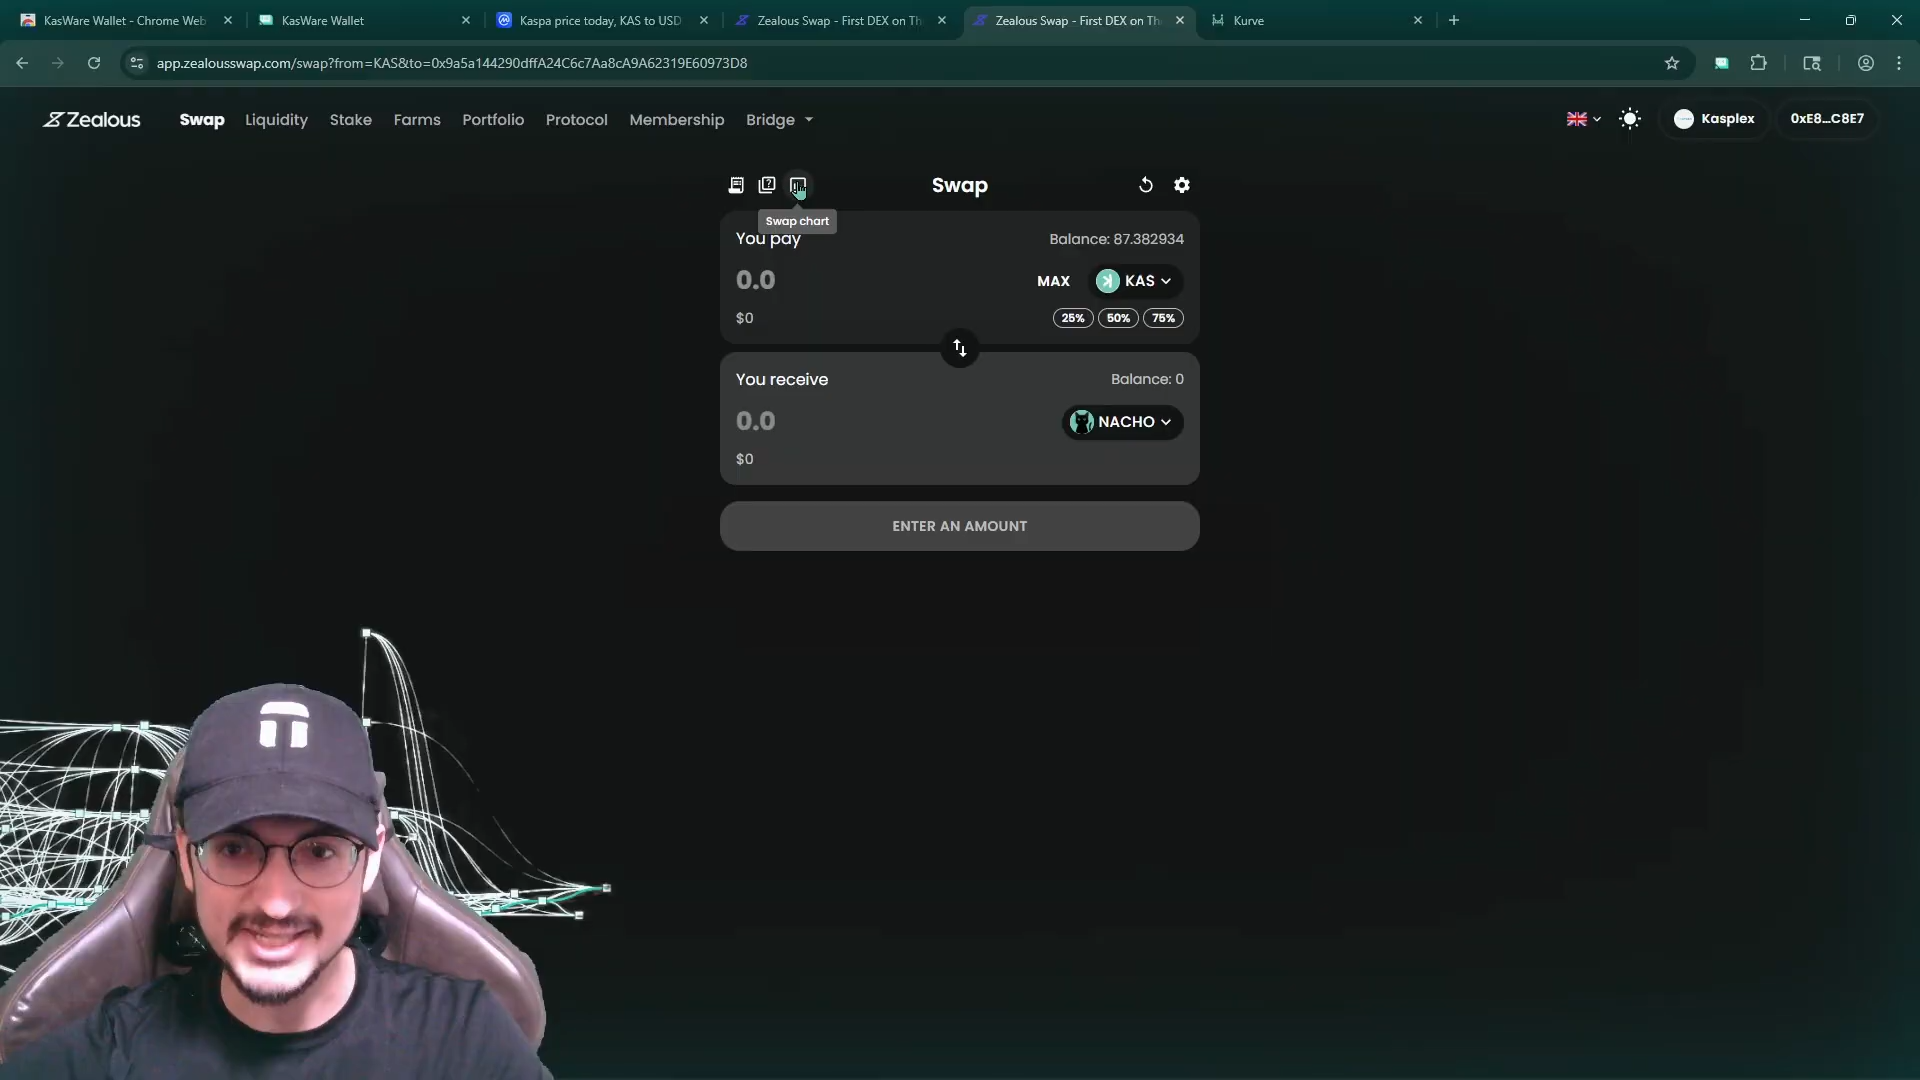 KasWare Wallet - Chrome Web
KasWare Wallet
Kaspa price today, KAS to USD
Zealous Swap - First DEX on Th
Zealous Swap - First DEX on Th
Kurve
app.zealousswap.com/swap?from=KAS&to=0x9a5a144290dffA24C6c7Aa8cA9A62319E60973D8
Zealous
Swap
Liquidity
Stake
Farms
Portfolio
Protocol
Membership
Bridge
Kasplex
0xE8...C8E7
Swap
Swap chart
You pay
Balance: 87.382934
0.0
MAX
KAS
$0
25%
50%
75%
You receive
Balance: 0
0.0
NACHO
$0
ENTER AN AMOUNT